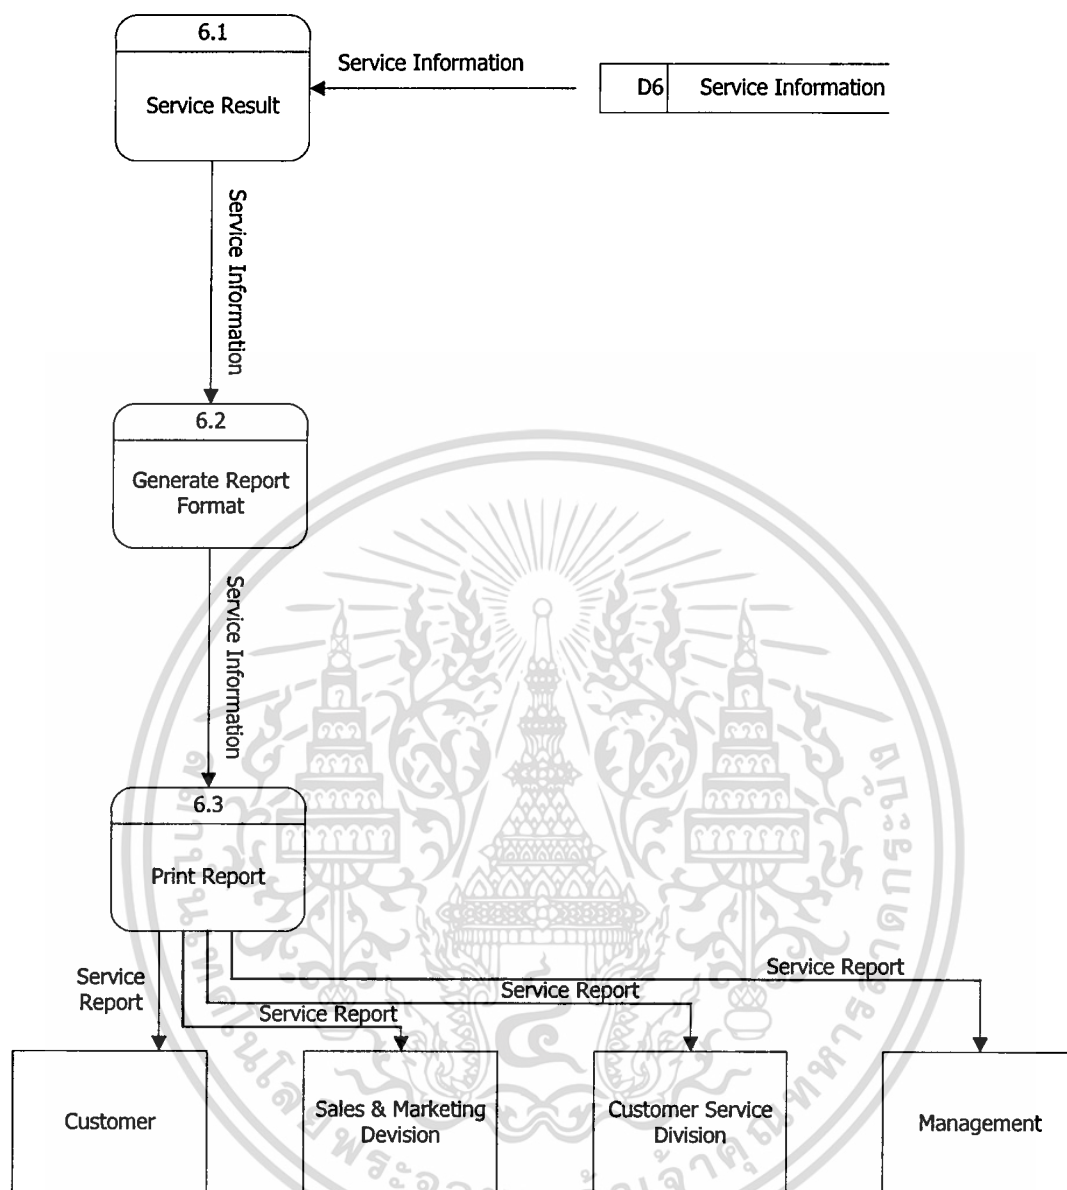 6.1
Service Result
Service Information
D6 Service Information
Service Information
6.2
Generate Report
Format
Service Information
6.3
Print Report
Service
Report
Service Report
Service Report
Service Report
Customer
Sales & Marketing
Devision
Customer Service
Division
Management